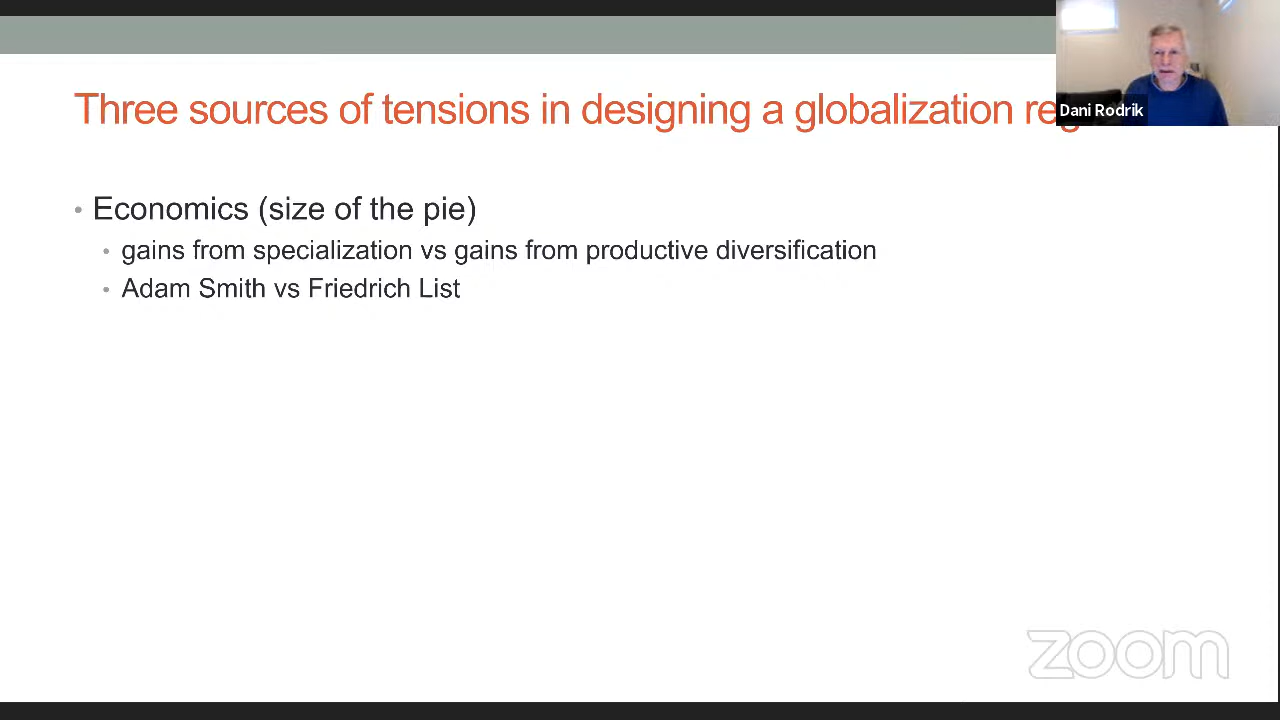 Three sources of tensions in designing a globalization
Dani Rodrik
• Economics (size of the pie)
• gains from specialization vs gains from productive diversification
• Adam Smith vs Friedrich List
zoom